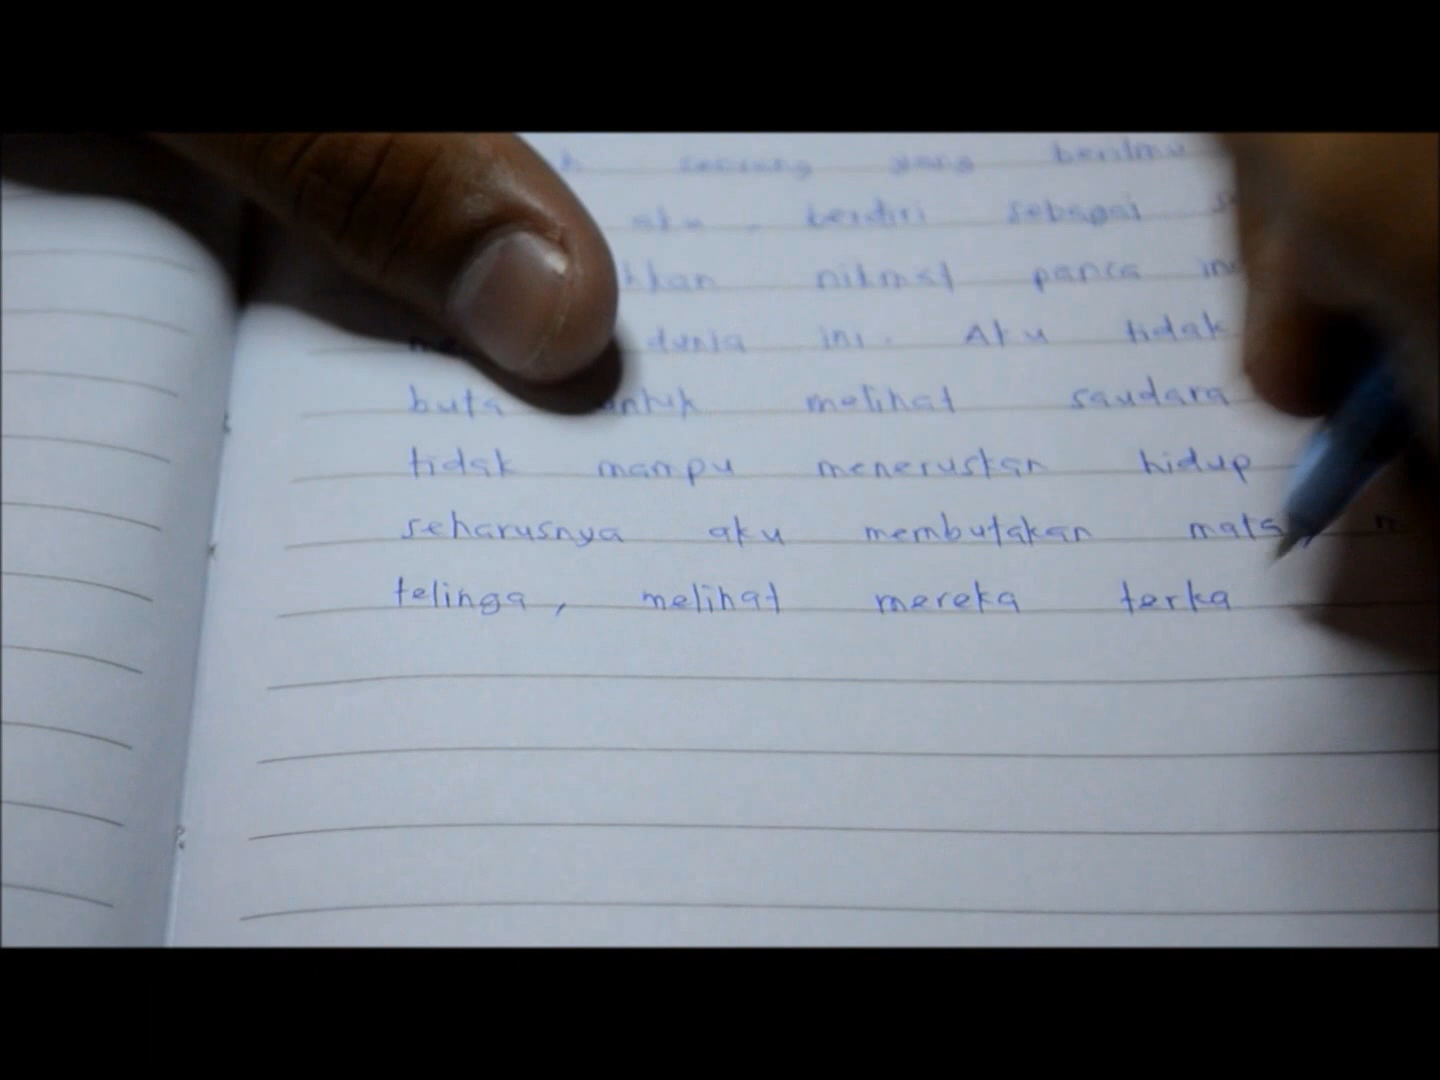 seorang yang berilmu
aku, berdiri sebagai
nikmat panca
dunia ini. Aku tidak
buta untuk melihat saudara
tidak mampu meneruskan hidup
seharusnya aku membutakan mata
telinga, melihat mereka terka